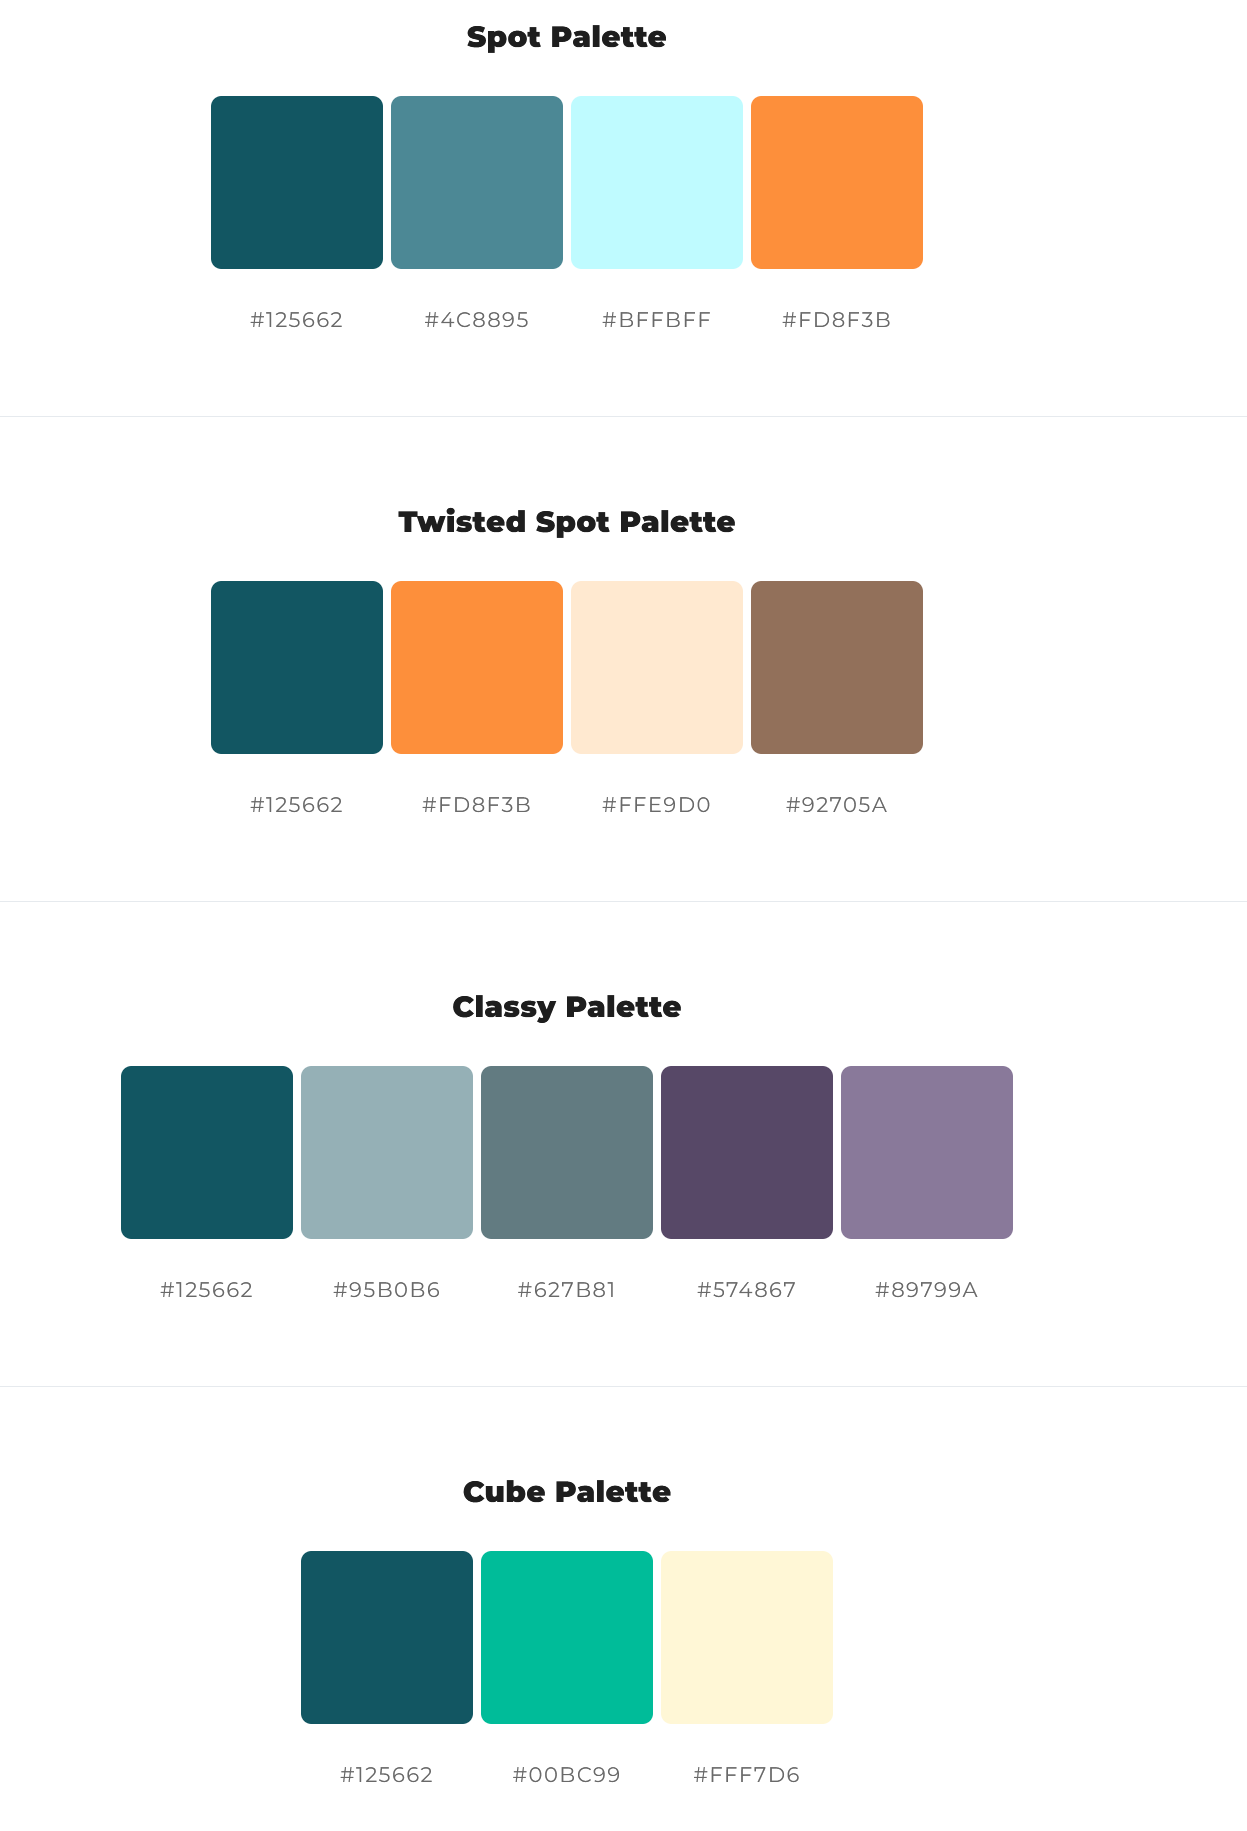 Spot Palette
#125662 #4C8895 #BFFBFF #FD8F3B
Twisted Spot Palette
#125662 #FD8F3B #FFE9D0 #92705A
Classy Palette
#125662 #95B0B6 #627B81 #574867 #89799A
Cube Palette
#125662 #00BC99 #FFF7D6